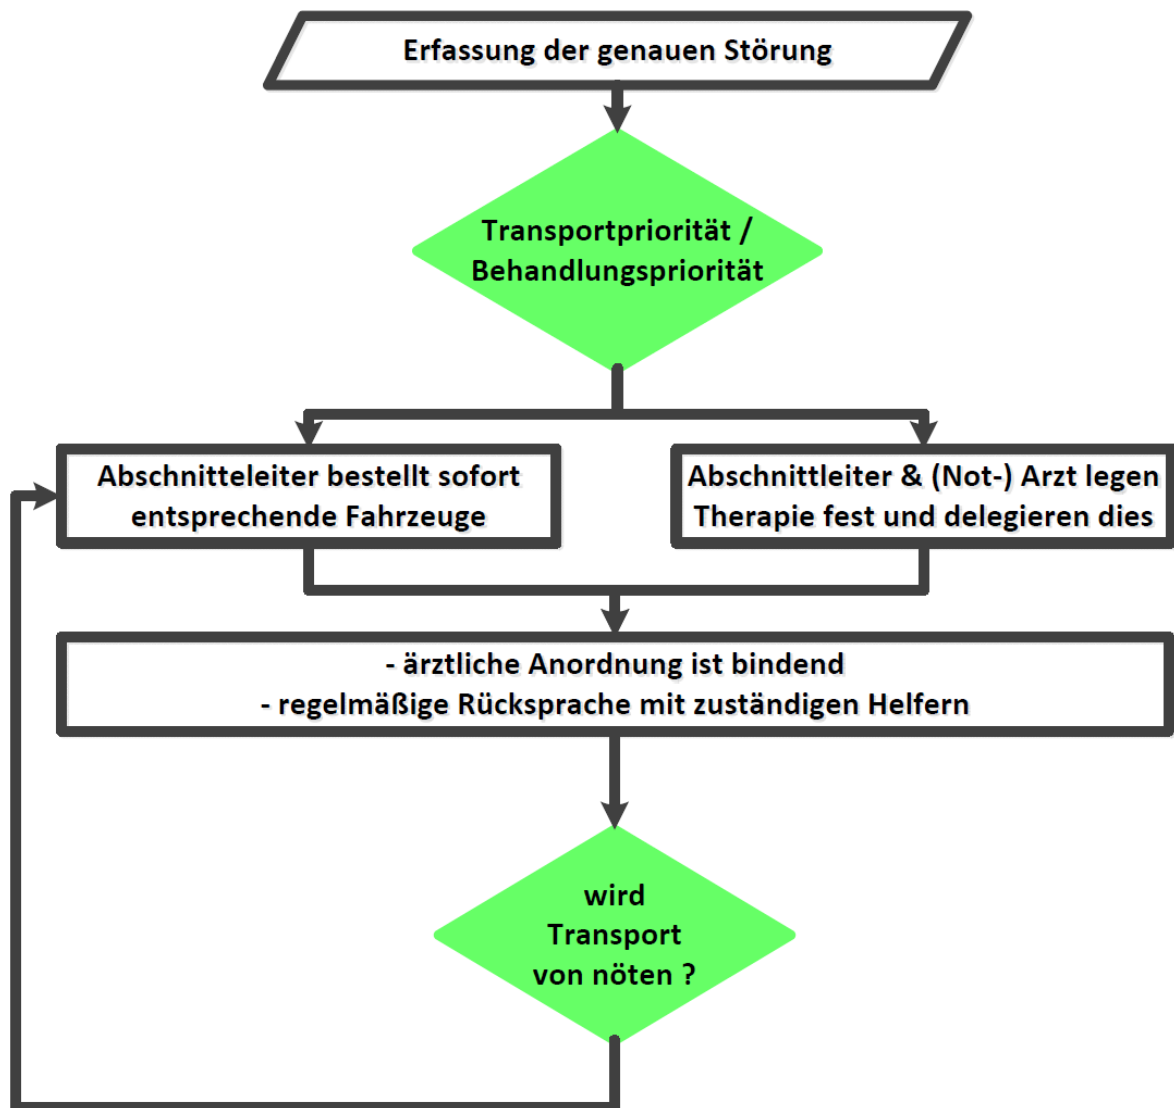 Erfassung der genauen Störung
Transportpriorität /
Behandlungspriorität
Abschnitteleiter bestellt sofort
entsprechende Fahrzeuge
Abschnittleiter & (Not-) Arzt legen
Therapie fest und delegieren dies
- ärztliche Anordnung ist bindend
- regelmäßige Rücksprache mit zuständigen Helfern
wird
Transport
von nöten ?